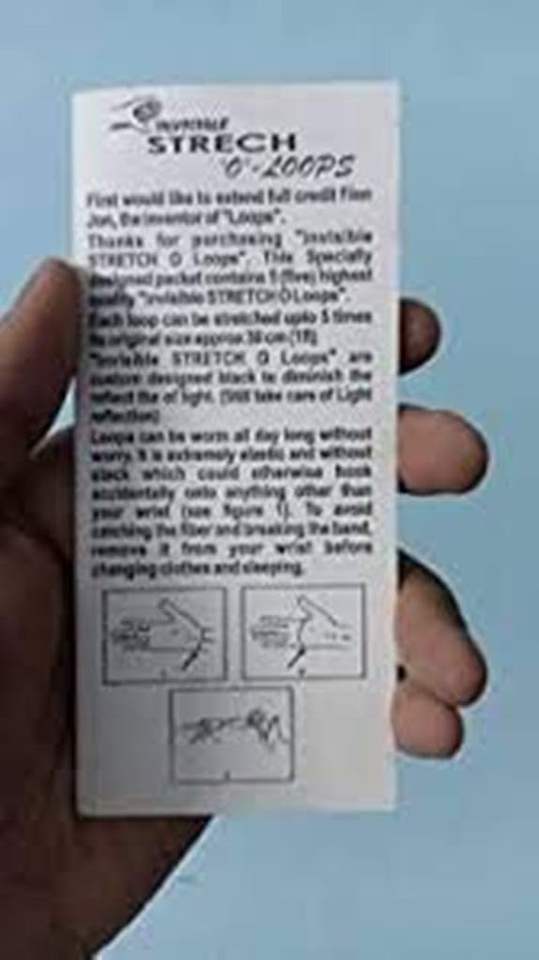 INVISIBLE
STRECH
'O'-LOOPS
First would like to extend full credit Finn
Jon, the inventor of "Loops".
Thanks for purchasing "Invisible
STRETCH O Loops". This Specially
designed packet contains 5 (five) highest
quality "Invisible STRETCH O Loops".
Each loop can be stretched upto 5 times
its original size approx 30 cm (1ft)
"Invisible STRETCH O Loops" are
custom designed black to diminish the
reflect the of light. (Still take care of Light
reflection)
Loops can be worn all day long without
worry. It is extremely elastic and without
slack which could otherwise hook
accidentally onto anything other than
your wrist (see figure 1). To avoid
catching the fiber and breaking the band,
remove it from your wrist before
changing clothes and sleeping.